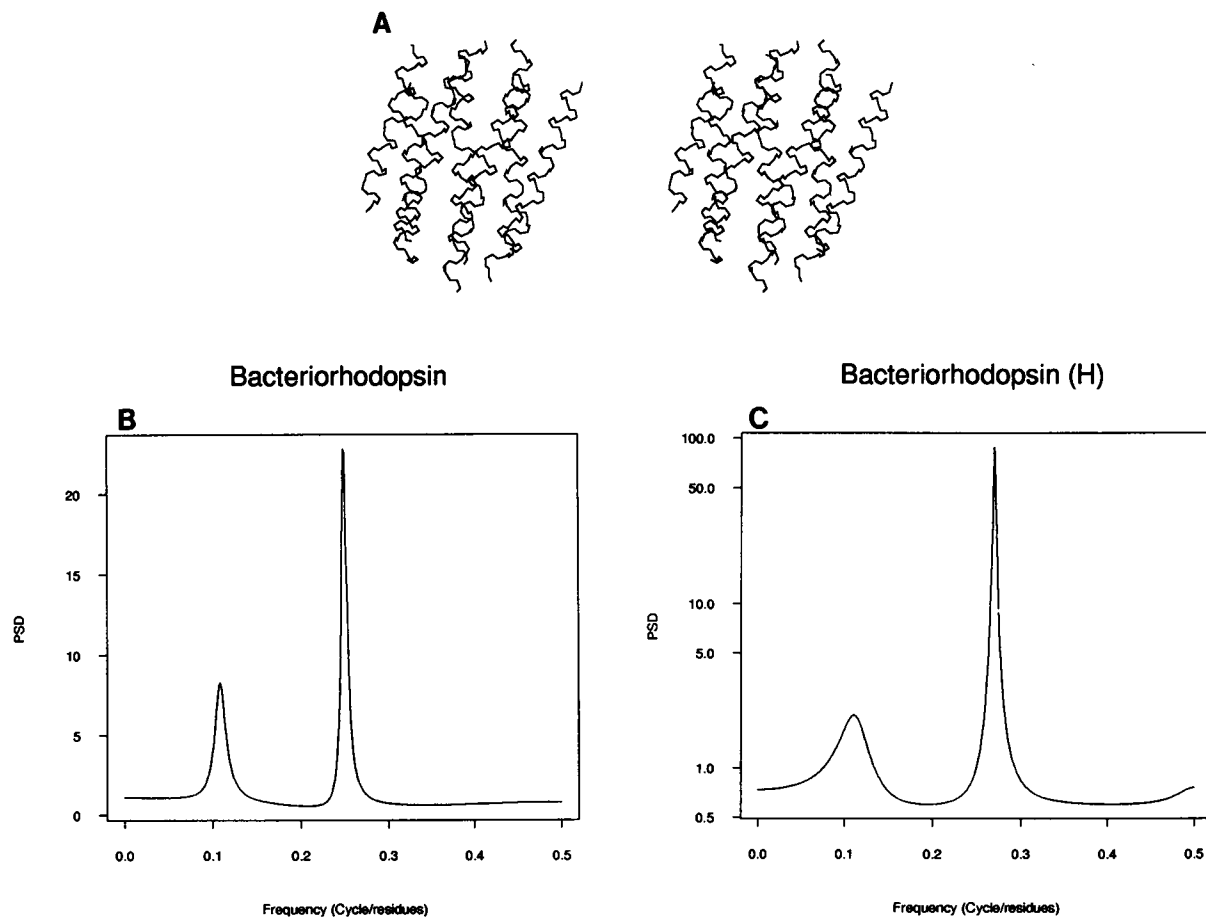 A
Bacteriorhodopsin
B
20
15
10
5
0
PSD
0.0 0.1 0.2 0.3 0.4 0.5
Frequency (Cycle/residues)
Bacteriorhodopsin (H)
C
100.0
50.0
10.0
5.0
1.0
0.5
PSD
0.0 0.1 0.2 0.3 0.4 0.5
Frequency (Cycle/residues)